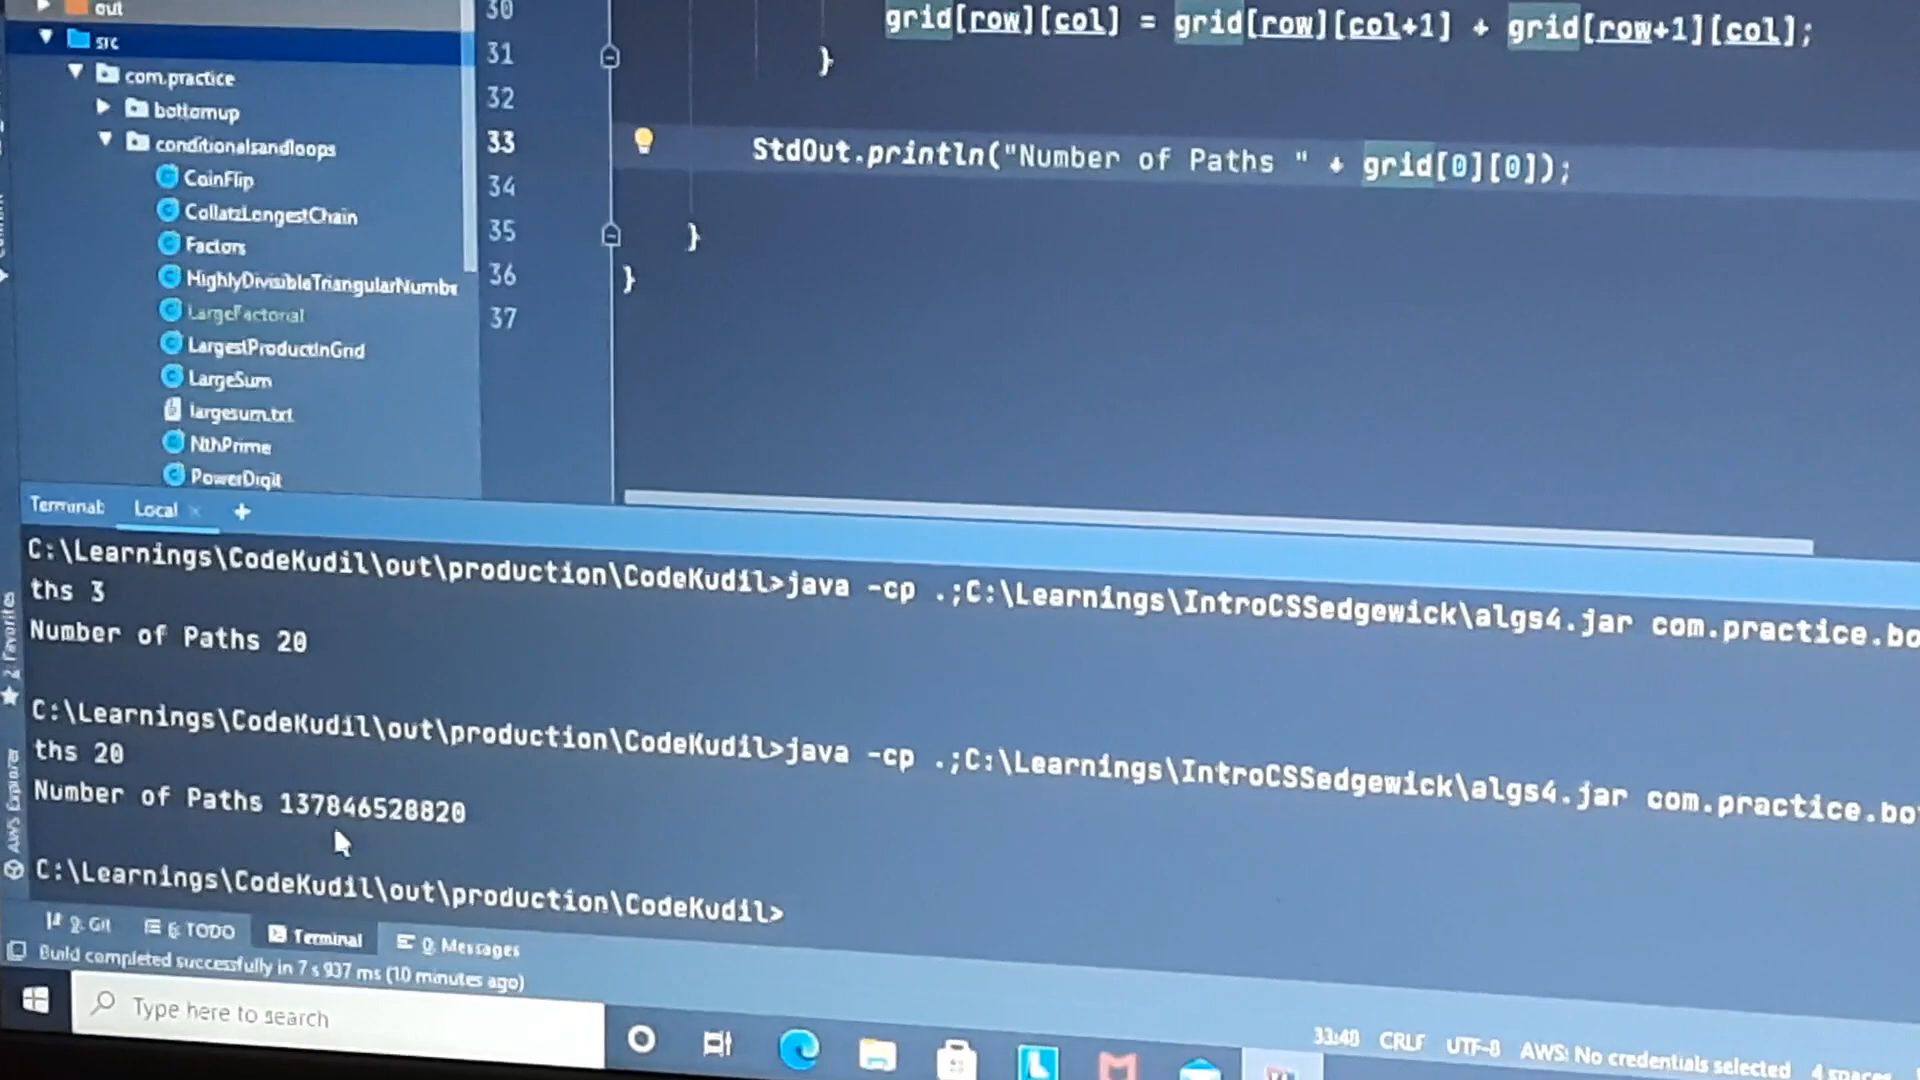 out
src
com.practice
bottomup
conditionalsandloops
CoinFlip
CollatzLongestChain
Factors
HighlyDivisibleTriangularNumbe
LargeFactorial
LargestProductInGrid
LargeSum
largesum.txt
NthPrime
PowerDigit
30 grid[row][col] = grid[row][col+1] + grid[row+1][col];
31 }
32
33 StdOut.println("Number of Paths " + grid[0][0]);
34
35 }
36 }
37
Terminal: Local × +
C:\Learnings\CodeKudil\out\production\CodeKudil>java -cp .;C:\Learnings\IntroCSSedgewick\algs4.jar com.practice.bo
ths 3
Number of Paths 20
C:\Learnings\CodeKudil\out\production\CodeKudil>java -cp .;C:\Learnings\IntroCSSedgewick\algs4.jar com.practice.bo
ths 20
Number of Paths 137846528820
C:\Learnings\CodeKudil\out\production\CodeKudil>
2: Favorites
AWS Explorer
9: Git 6: TODO Terminal 0: Messages
Build completed successfully in 7 s 937 ms (10 minutes ago)
33:48 CRLF UTF-8 AWS: No credentials selected 4 spaces
Type here to search